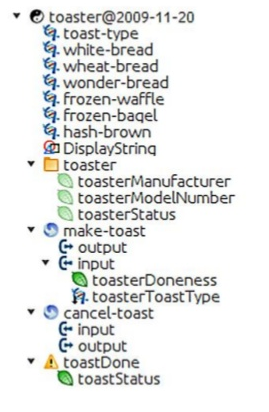 toaster@2009-11-20
toast-type
white-bread
wheat-bread
wonder-bread
frozen-waffle
frozen-bagel
hash-brown
DisplayString
toaster
toasterManufacturer
toasterModelNumber
toasterStatus
make-toast
output
input
toasterDoneness
toasterToastType
cancel-toast
input
output
toastDone
toastStatus